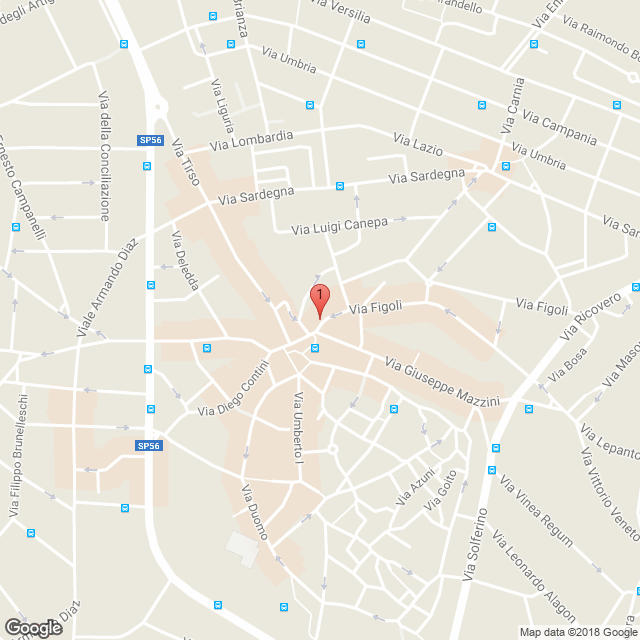 degli Artig
Brianza
Via Versilia
Pirandello
Via En
Via Raimondo Bo
Via Umbria
Via Liguria
Via Carnia
Via della Conciliazione
Via Campania
Via Lombardia
SP56
Via Lazio
Via Umbria
Ernesto Campanelli
Via Tirso
Via Sardegna
Via Sardegna
Via Luigi Canepa
Via Sar
Via Deledda
Viale Armando Diaz
1
Via Figoli
Via Figoli
Via Ricovero
Via Bosa
Via Mason
Via Giuseppe Mazzini
Via Diego Contini
Via Umberto I
Via Filippo Brunelleschi
SP56
Via Lepanto
Via Vittorio Veneto
Via Azuni
Via Goito
Via Duomo
Via Vinea Regum
Via Solferino
Via Leonardo Alagon
Diaz
Google
Map data ©2018 Google